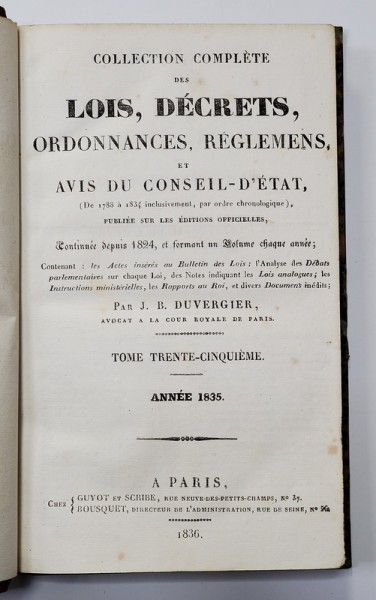 COLLECTION COMPLÈTE
DES
LOIS, DÉCRETS,
ORDONNANCES, RÉGLEMENS,
ET
AVIS DU CONSEIL-D'ÉTAT,
(De 1788 à 1834 inclusivement, par ordre chronologique),
PUBLIÉE SUR LES ÉDITIONS OFFICIELLES,
Continuée depuis 1824, et formant un Volume chaque année;
Contenant : les Actes insérés au Bulletin des Lois; l'Analyse des Débats
parlementaires sur chaque Loi, des Notes indiquant les Lois analogues; les
Instructions ministérielles, les Rapports au Roi, et divers Documens inédits;
PAR J. B. DUVERGIER,
AVOCAT A LA COUR ROYALE DE PARIS.
TOME TRENTE-CINQUIÈME.
ANNÉE 1835.
A PARIS,
CHEZ { GUYOT ET SCRIBE, RUE NEUVE-DES-PETITS-CHAMPS, No 37.
BOUSQUET, DIRECTEUR DE L'ADMINISTRATION, RUE DE SEINE, No
1836.